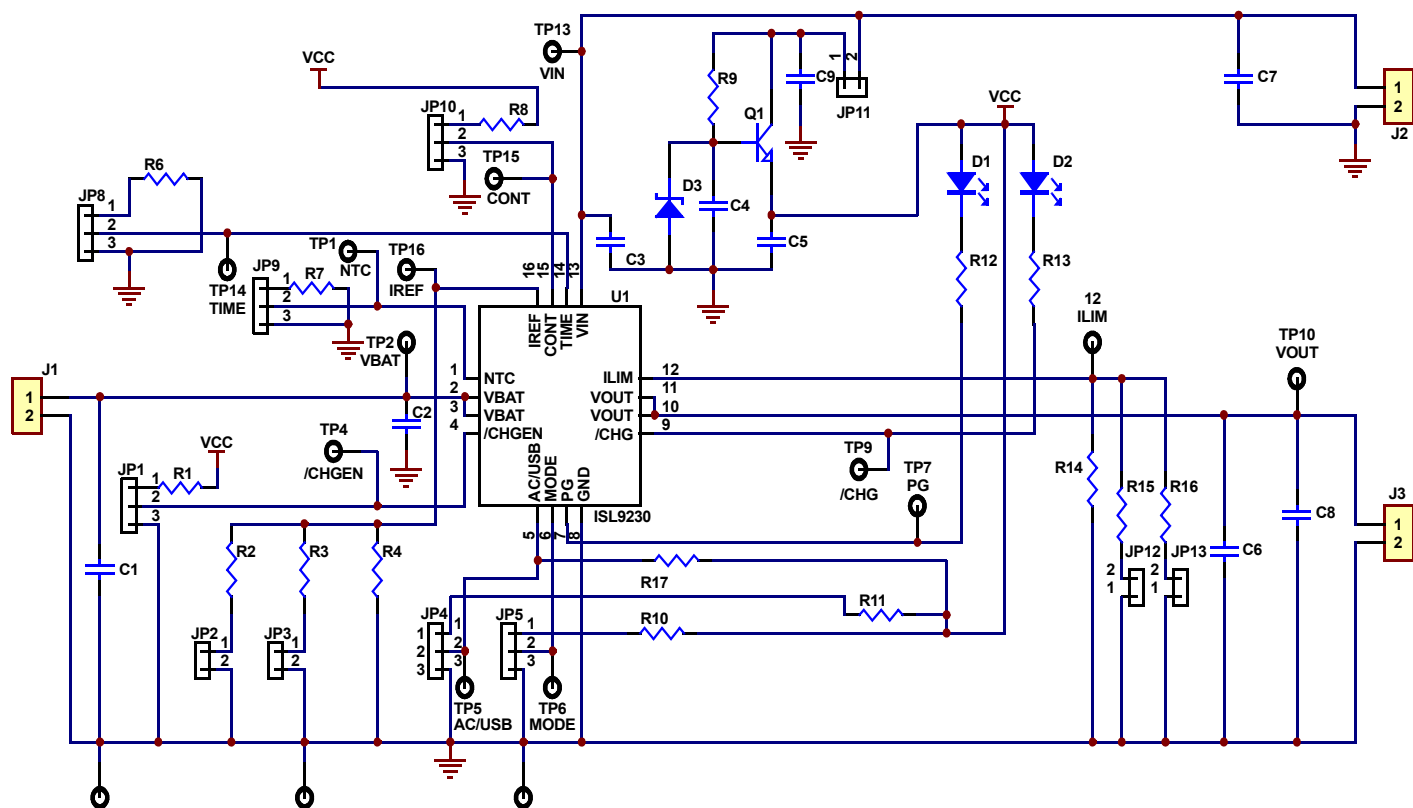 TP13
VIN
VCC
R9
C9
1
2
JP11
C7
1
2
J2
JP10
1
2
3
R8
Q1
VCC
TP15
CONT
D1
D2
R6
JP8
1
2
3
D3
C4
C5
TP1
NTC
TP16
IREF
C3
R12
R13
TP14
TIME
JP9
1
2
3
R7
16
15
14
13
U1
IREF
CONT
TIME
VIN
12
ILIM
TP2
VBAT
TP10
VOUT
J1
1
2
1
2
3
4
NTC
VBAT
VBAT
/CHGEN
ILIM
VOUT
VOUT
/CHG
12
11
10
9
C2
TP4
/CHGEN
VCC
JP1
1
2
3
R1
AC/USB
MODE
PG
GND
ISL9230
5
6
7
8
TP9
/CHG
TP7
PG
R14
R15
R16
C8
J3
1
2
C1
R2
R3
R4
R17
R11
R10
JP12
2
1
JP13
2
1
C6
JP2
1
2
JP3
1
2
JP4
1
2
3
1
2
3
JP5
1
2
3
TP5
AC/USB
TP6
MODE